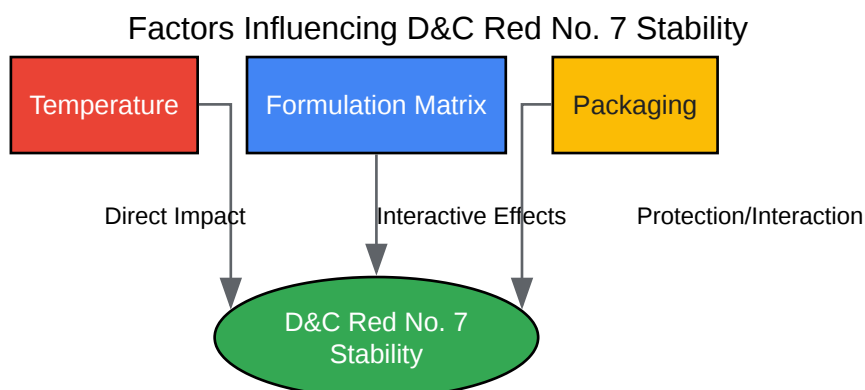 Factors Influencing D&C Red No. 7 Stability
Temperature
Formulation Matrix
Packaging
Direct Impact
Interactive Effects
Protection/Interaction
D&C Red No. 7
Stability